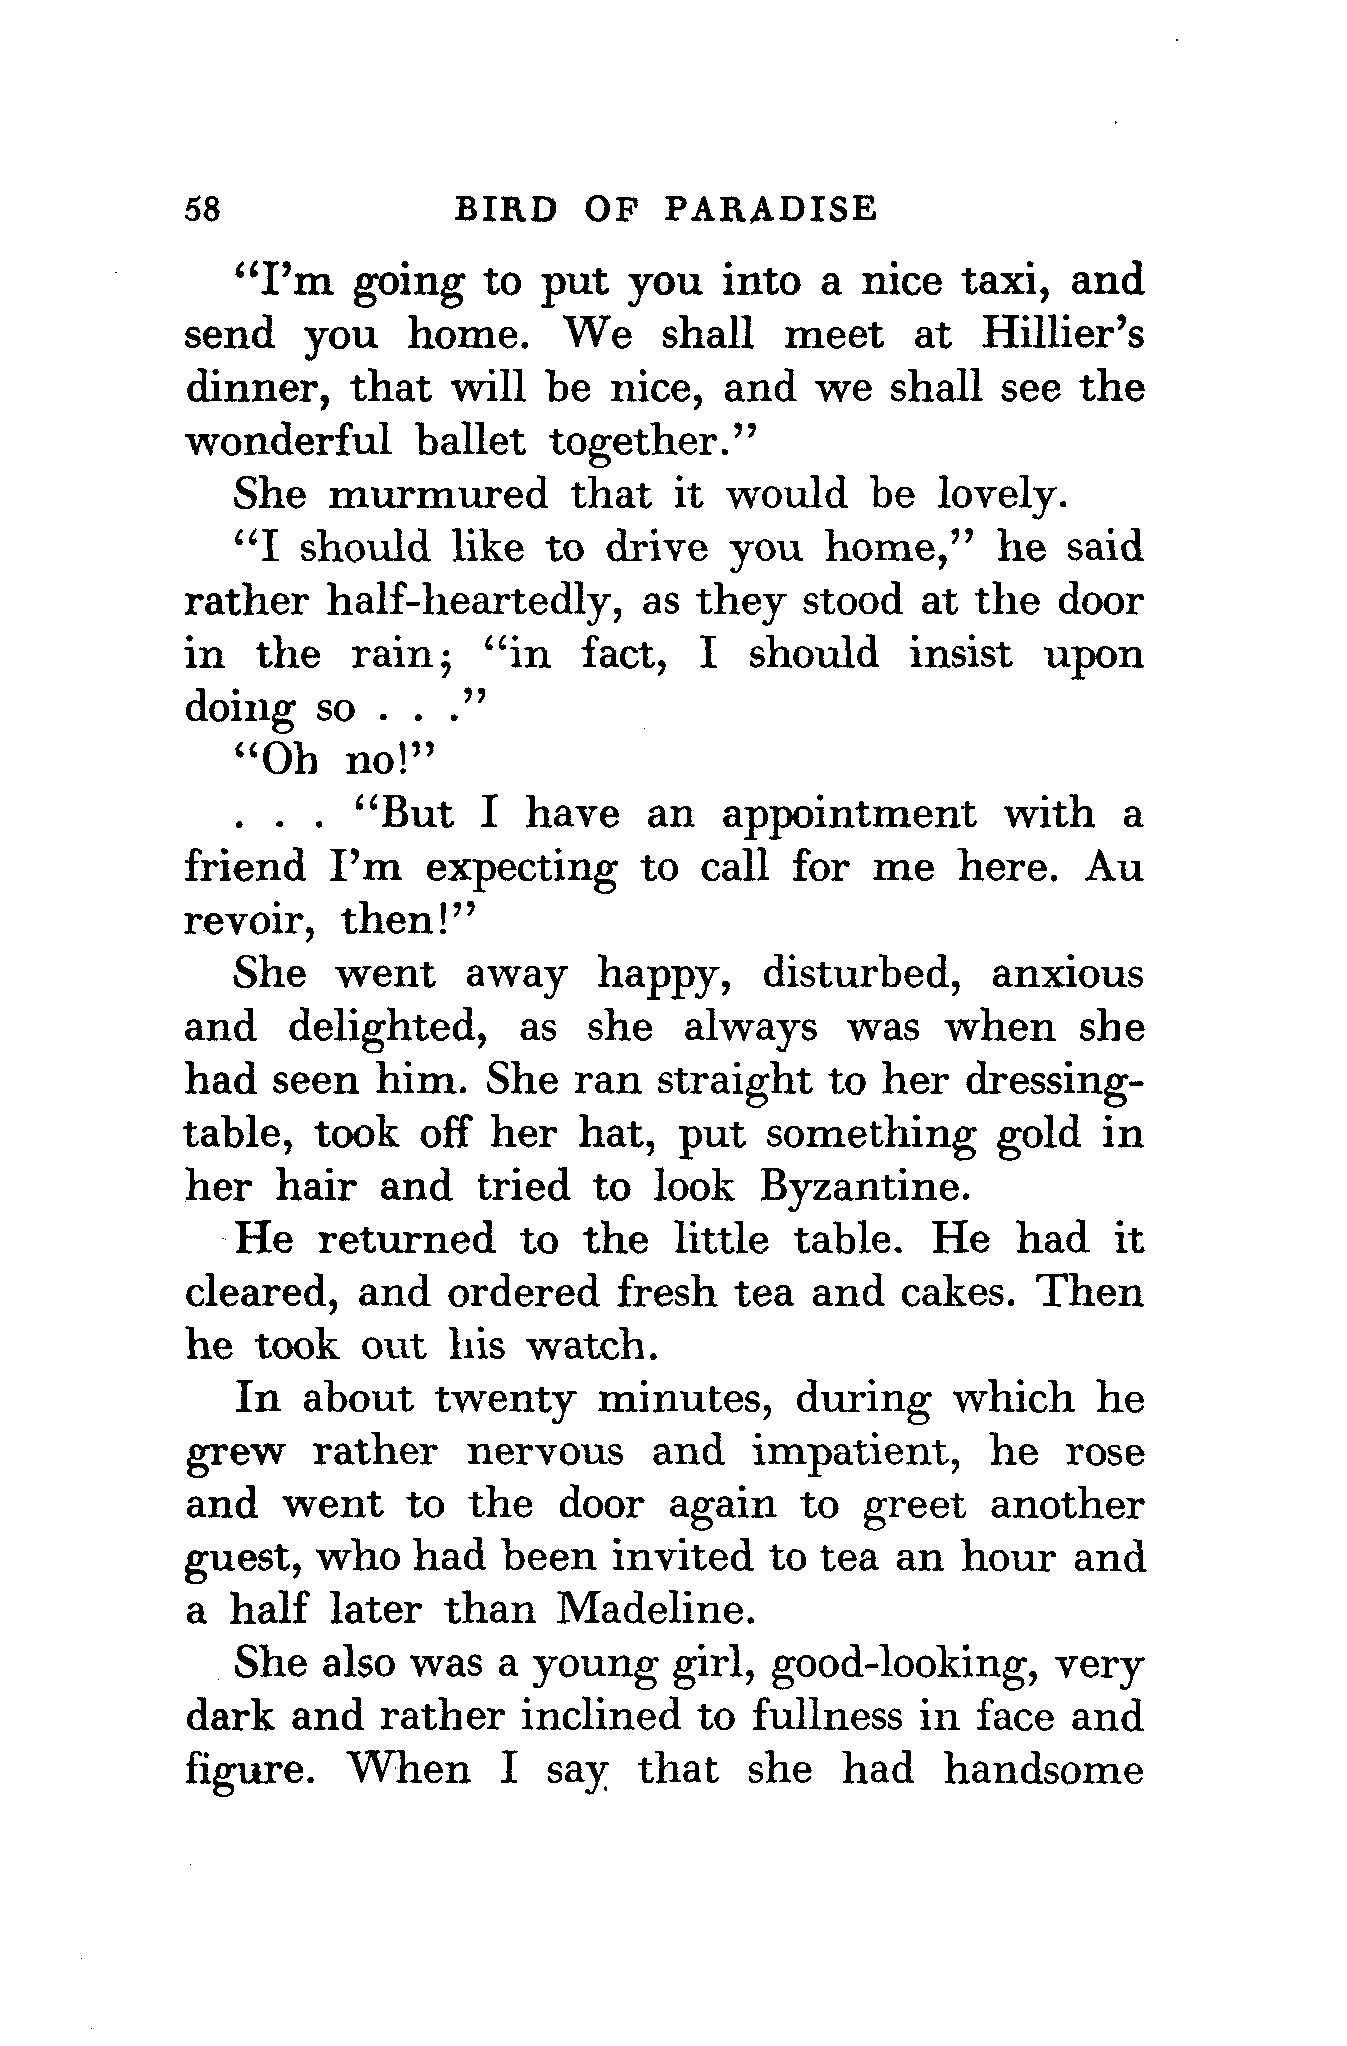 58 BIRD OF PARADISE
“I’m going to put you into a nice taxi, and
send you home. We shall meet at Hillier’s
dinner, that will be nice, and we shall see the
wonderful ballet together.”
She murmured that it would be lovely.
“I should like to drive you home,” he said
rather half-heartedly, as they stood at the door
in the rain; “in fact, I should insist upon
doing so . . .”
“Oh no!”
. . . “But I have an appointment with a
friend I’m expecting to call for me here. Au
revoir, then!”
She went away happy, disturbed, anxious
and delighted, as she always was when she
had seen him. She ran straight to her dressing-
table, took off her hat, put something gold in
her hair and tried to look Byzantine.
He returned to the little table. He had it
cleared, and ordered fresh tea and cakes. Then
he took out his watch.
In about twenty minutes, during which he
grew rather nervous and impatient, he rose
and went to the door again to greet another
guest, who had been invited to tea an hour and
a half later than Madeline.
She also was a young girl, good-looking, very
dark and rather inclined to fullness in face and
figure. When I say that she had handsome